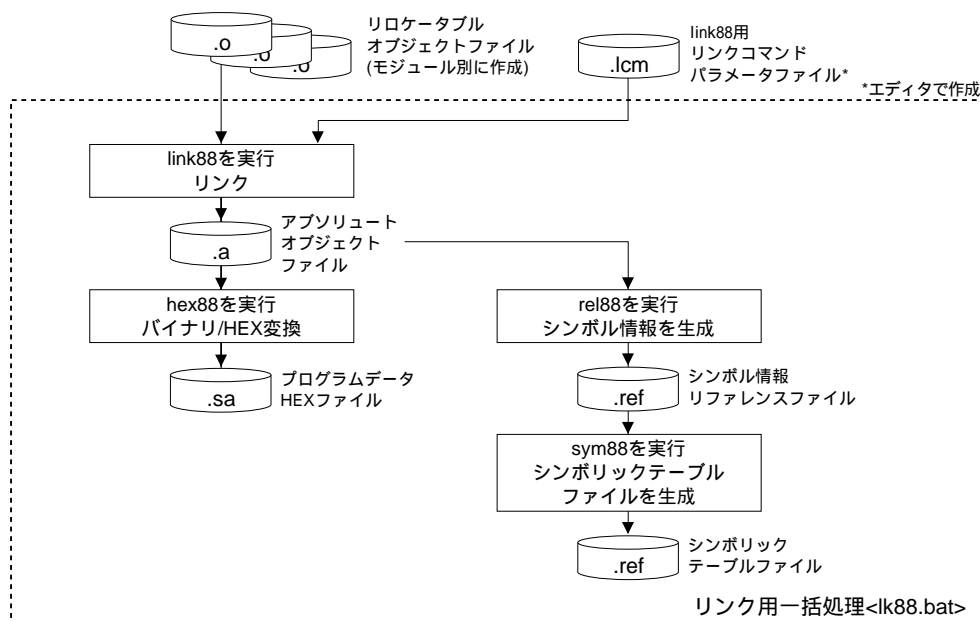 .o
.o
.o
リロケータブル
オブジェクトファイル
(モジュール別に作成)
.lcm
link88用
リンクコマンド
パラメータファイル*
*エディタで作成
link88を実行
リンク
.a
アブソリュート
オブジェクト
ファイル
hex88を実行
バイナリ/HEX変換
rel88を実行
シンボル情報を生成
.sa
プログラムデータ
HEXファイル
.ref
シンボル情報
リファレンスファイル
sym88を実行
シンボリックテーブル
ファイルを生成
.ref
シンボリック
テーブルファイル
リンク用一括処理<lk88.bat>